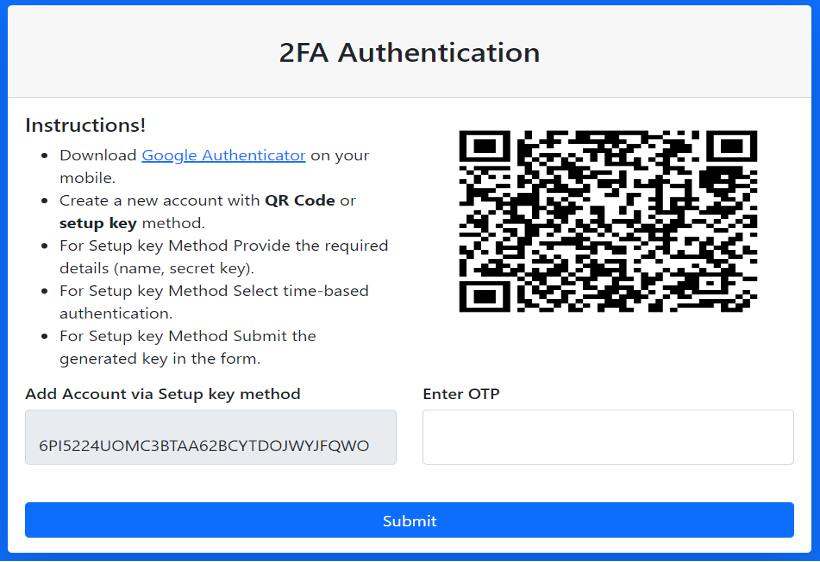 2FA Authentication
Instructions!
Download Google Authenticator on your
mobile.
Create a new account with QR Code or
setup key method.
For Setup key Method Provide the required
details (name, secret key).
For Setup key Method Select time-based
authentication.
For Setup key Method Submit the
generated key in the form.
Add Account via Setup key method
6PI5224UOMC3BTAA62BCYTDOJWYJFQWO
Enter OTP
Submit